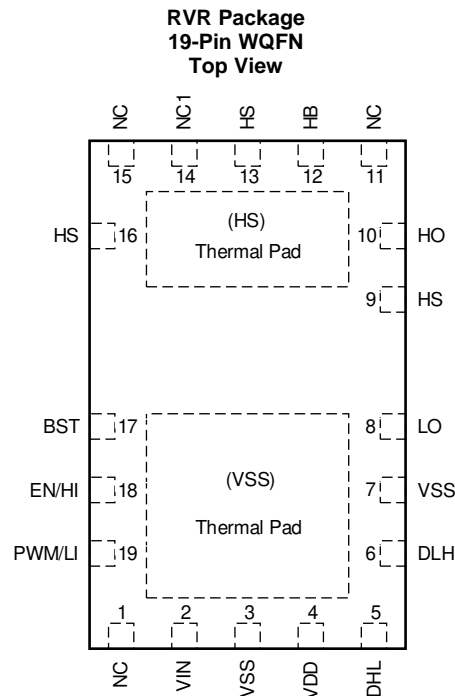 RVR Package
19-Pin WQFN
Top View
NC NC1 HS HB NC
15 14 13 12 11
HS 16 (HS) 10 HO
Thermal Pad
9 HS
BST 17 8 LO
EN/HI 18 (VSS) 7 VSS
Thermal Pad
PWM/LI 19 6 DLH
1 2 3 4 5
NC VIN VSS VDD DHL